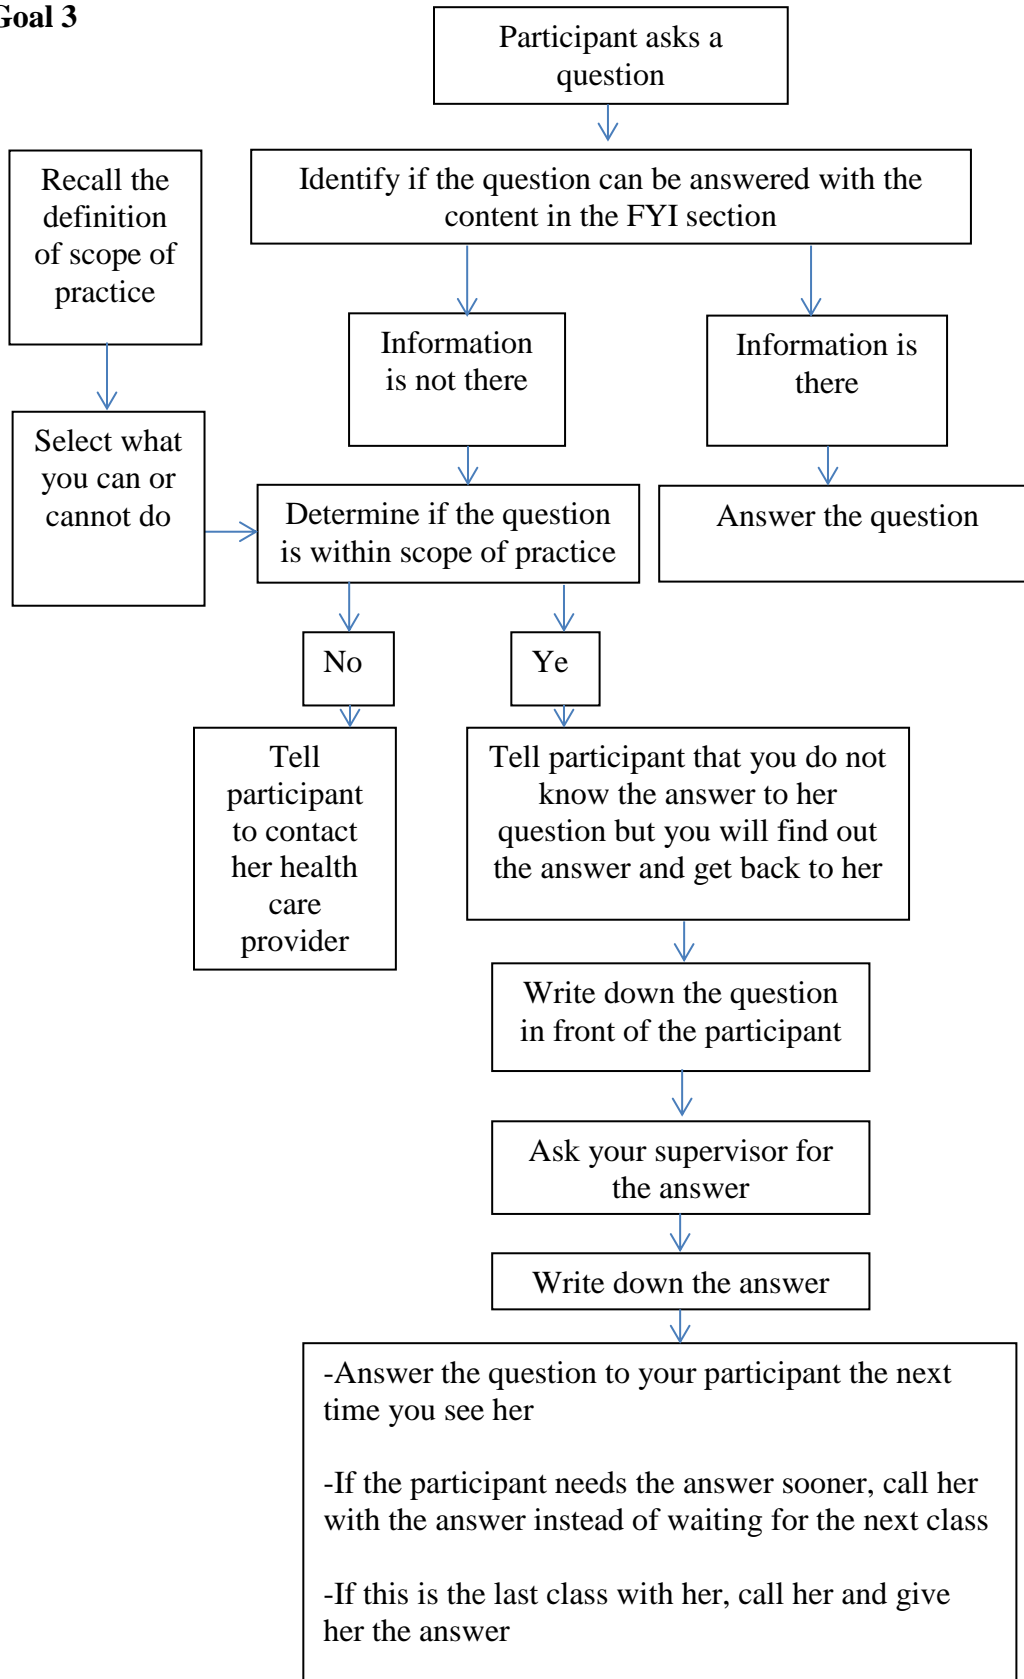 Goal 3
Participant asks a
question
Recall the
definition
of scope of
practice
Identify if the question can be answered with the
content in the FYI section
Information
is not there
Information is
there
Select what
you can or
cannot do
Determine if the question
is within scope of practice
Answer the question
No
Ye
Tell
participant
to contact
her health
care
provider
Tell participant that you do not
know the answer to her
question but you will find out
the answer and get back to her
Write down the question
in front of the participant
Ask your supervisor for
the answer
Write down the answer
-Answer the question to your participant the next
time you see her
-If the participant needs the answer sooner, call her
with the answer instead of waiting for the next class
-If this is the last class with her, call her and give
her the answer